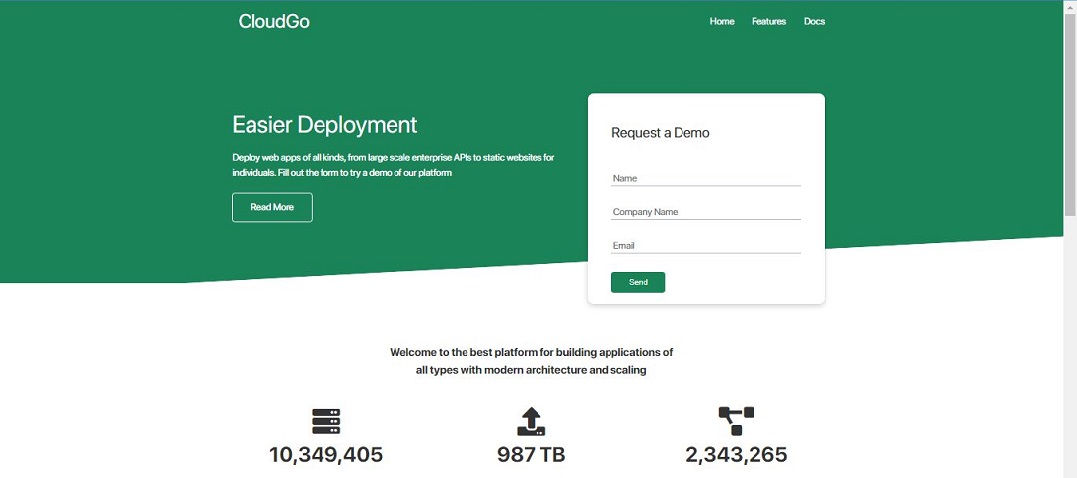 CloudGo
Home Features Docs
Easier Deployment
Deploy web apps of all kinds, from large scale enterprise APIs to static websites for
individuals. Fill out the form to try a demo of our platform
Read More
Request a Demo
Name
Company Name
Email
Send
Welcome to the best platform for building applications of
all types with modern architecture and scaling
10,349,405 987 TB 2,343,265